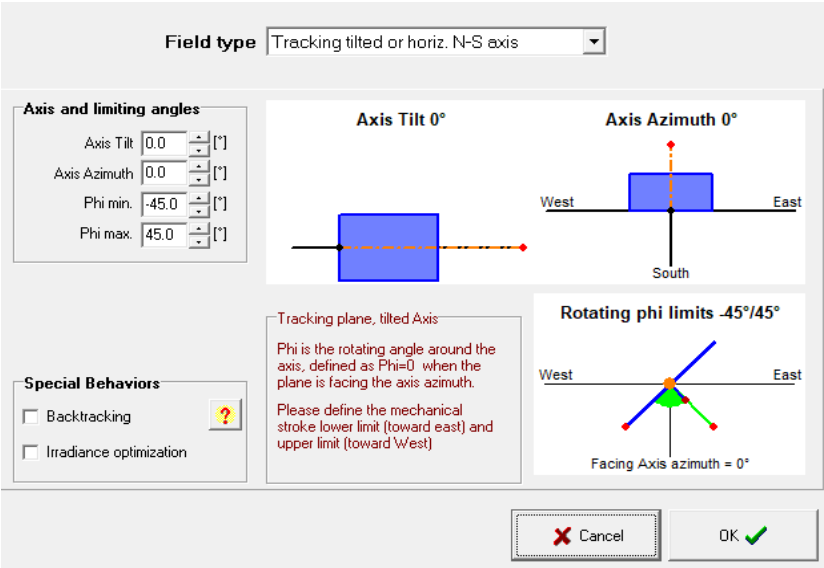 Field type Tracking tilted or horiz. N-S axis
Axis and limiting angles
Axis Tilt 0.0 [°]
Axis Azimuth 0.0 [°]
Phi min. -45.0 [°]
Phi max. 45.0 [°]
Axis Tilt 0°
Axis Azimuth 0°
West East
South
Tracking plane, tilted Axis
Phi is the rotating angle around the
axis, defined as Phi=0 when the
plane is facing the axis azimuth.
Please define the mechanical
stroke lower limit (toward east) and
upper limit (toward West)
Rotating phi limits -45°/45°
West East
Facing Axis azimuth = 0°
Special Behaviors
Backtracking ?
Irradiance optimization
Cancel OK